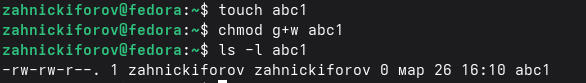 zahnickiforov@fedora:~$ touch abc1
zahnickiforov@fedora:~$ chmod g+w abc1
zahnickiforov@fedora:~$ ls -l abc1
-rw-rw-r--. 1 zahnickiforov zahnickiforov 0 мар 26 16:10 abc1